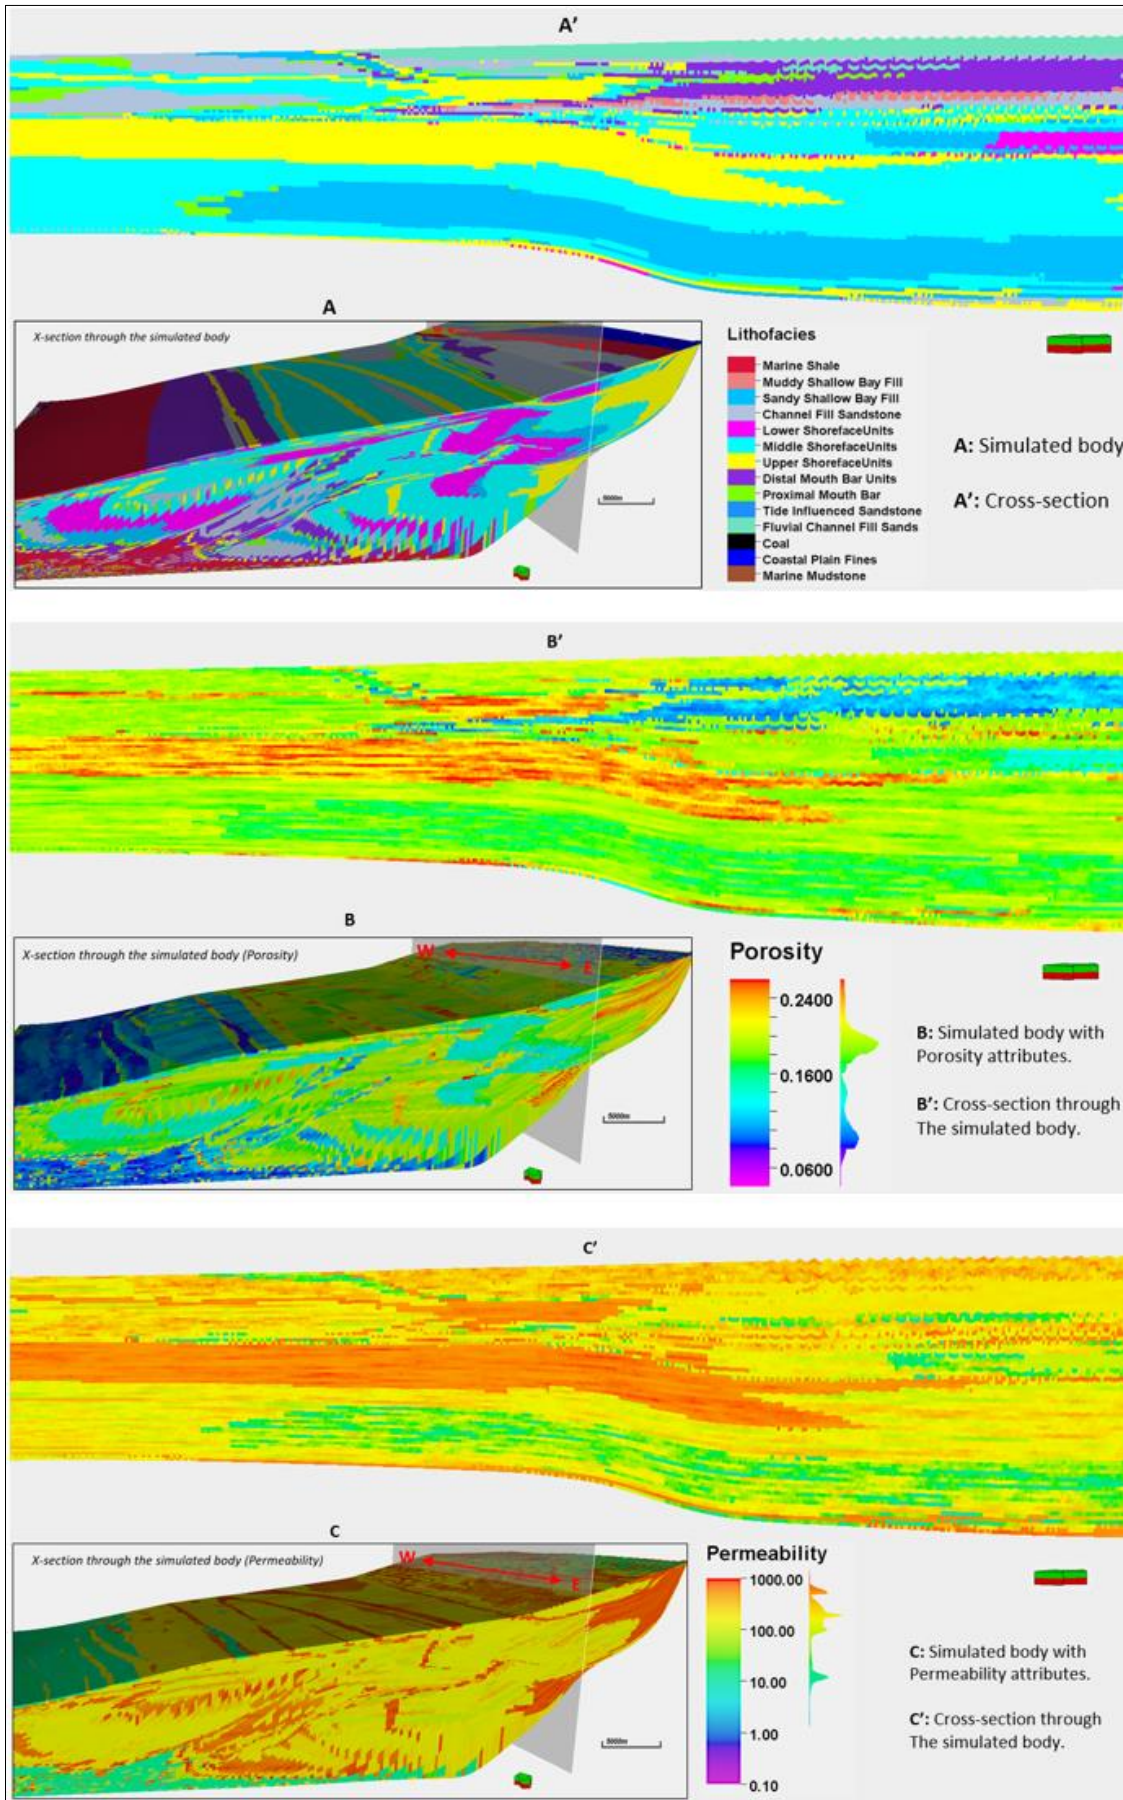 A’
A
X-section through the simulated body
Lithofacies
Marine Shale
Muddy Shallow Bay Fill
Sandy Shallow Bay Fill
Channel Fill Sandstone
Lower ShorefaceUnits
Middle ShorefaceUnits
Upper ShorefaceUnits
Distal Mouth Bar Units
Proximal Mouth Bar
Tide Influenced Sandstone
Fluvial Channel Fill Sands
Coal
Coastal Plain Fines
Marine Mudstone
5000m
A: Simulated body
A’: Cross-section
B’
B
X-section through the simulated body (Porosity)
W
E
5000m
Porosity
0.2400
0.1600
0.0600
B: Simulated body with
Porosity attributes.
B’: Cross-section through
The simulated body.
C’
C
X-section through the simulated body (Permeability)
W
E
5000m
Permeability
1000.00
100.00
10.00
1.00
0.10
C: Simulated body with
Permeability attributes.
C’: Cross-section through
The simulated body.